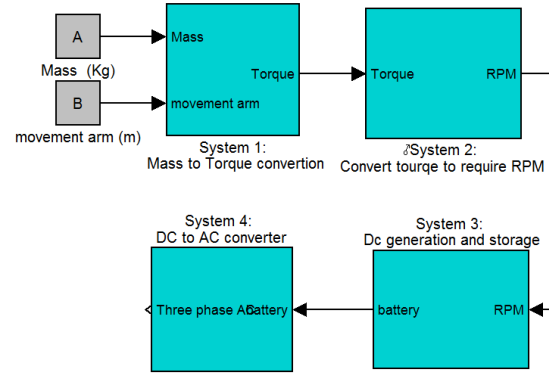 A
Mass (Kg)
B
movement arm (m)
Mass
Torque
movement arm
System 1:
Mass to Torque convertion
Torque
RPM
System 2:
Convert tourqe to require RPM
System 4:
DC to AC converter
Three phase AC
battery
System 3:
Dc generation and storage
battery
RPM